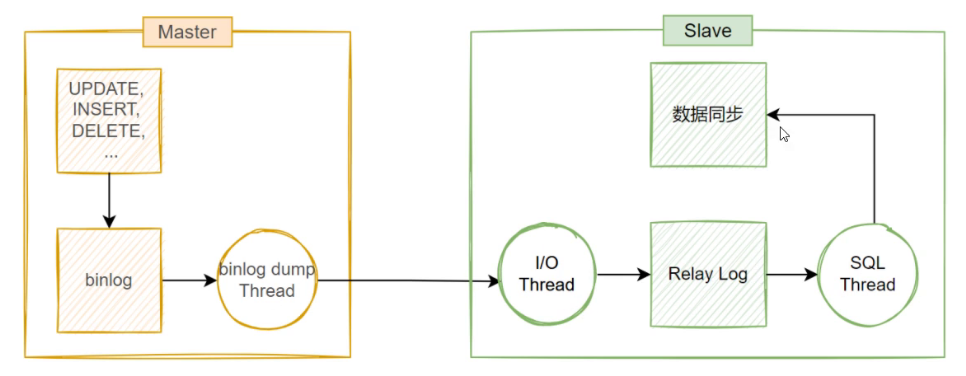 Master
UPDATE,
INSERT,
DELETE,
...
binlog
binlog dump
Thread
Slave
数据同步
I/O
Thread
Relay Log
SQL
Thread